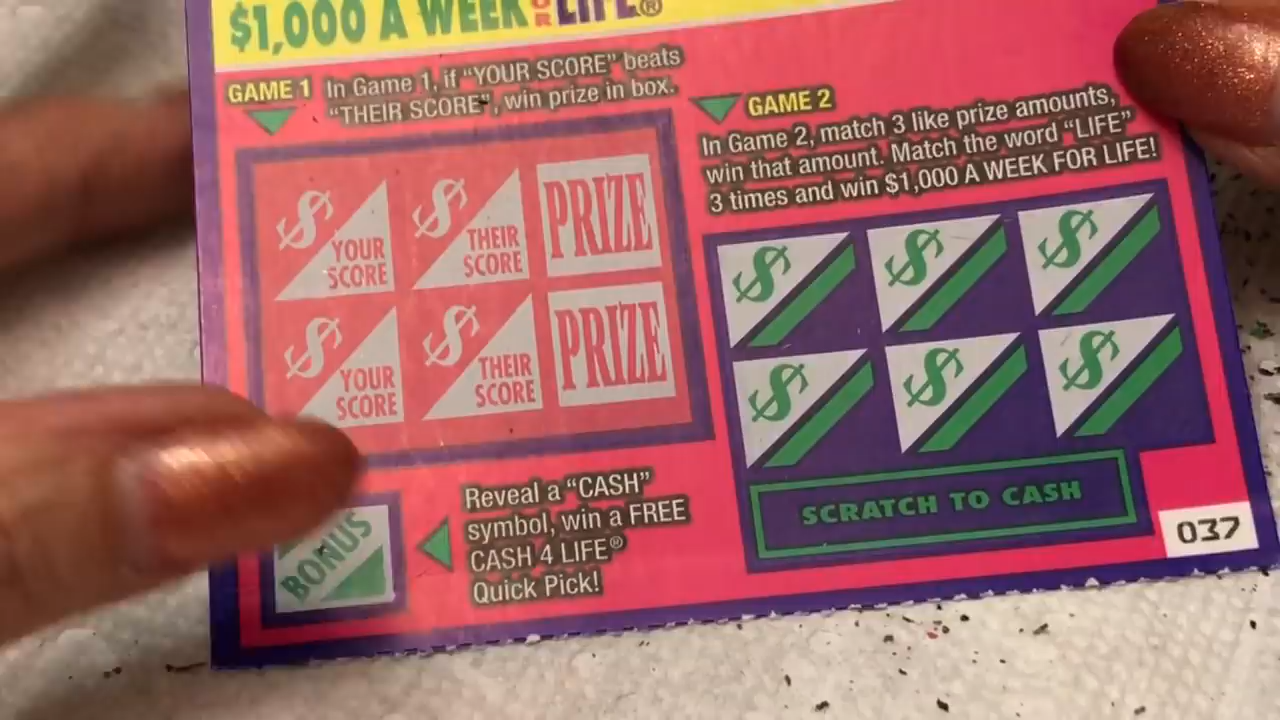 $1,000 A WEEK OR LIFE®
GAME 1
In Game 1, if “YOUR SCORE” beats
“THEIR SCORE”, win prize in box.
$ YOUR SCORE
$ THEIR SCORE
PRIZE
$ YOUR SCORE
$ THEIR SCORE
PRIZE
BONUS
Reveal a “CASH”
symbol, win a FREE
CASH 4 LIFE®
Quick Pick!
GAME 2
In Game 2, match 3 like prize amounts,
win that amount. Match the word “LIFE”
3 times and win $1,000 A WEEK FOR LIFE!
$ $ $
$ $ $
SCRATCH TO CASH
037